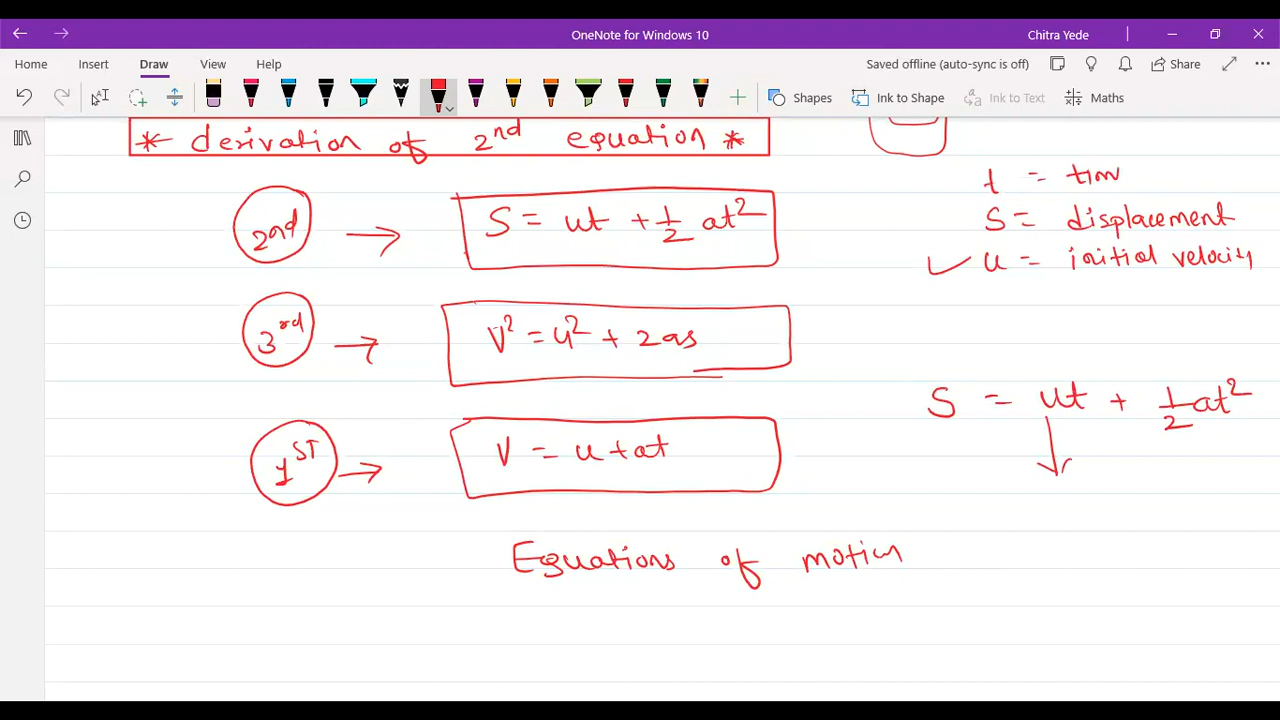 OneNote for Windows 10
Chitra Yede
Home Insert Draw View Help
Saved offline (auto-sync is off)
Share
Shapes
Ink to Shape
Ink to Text
Maths
* derivation of 2nd equation *
t = tim
S = displacement
✓ u = initial velocity
2nd → S = ut + 1/2 at²
3rd → V² = u² + 2as
S = ut + 1/2 at²
1ST → V = u + at
Equations of motion